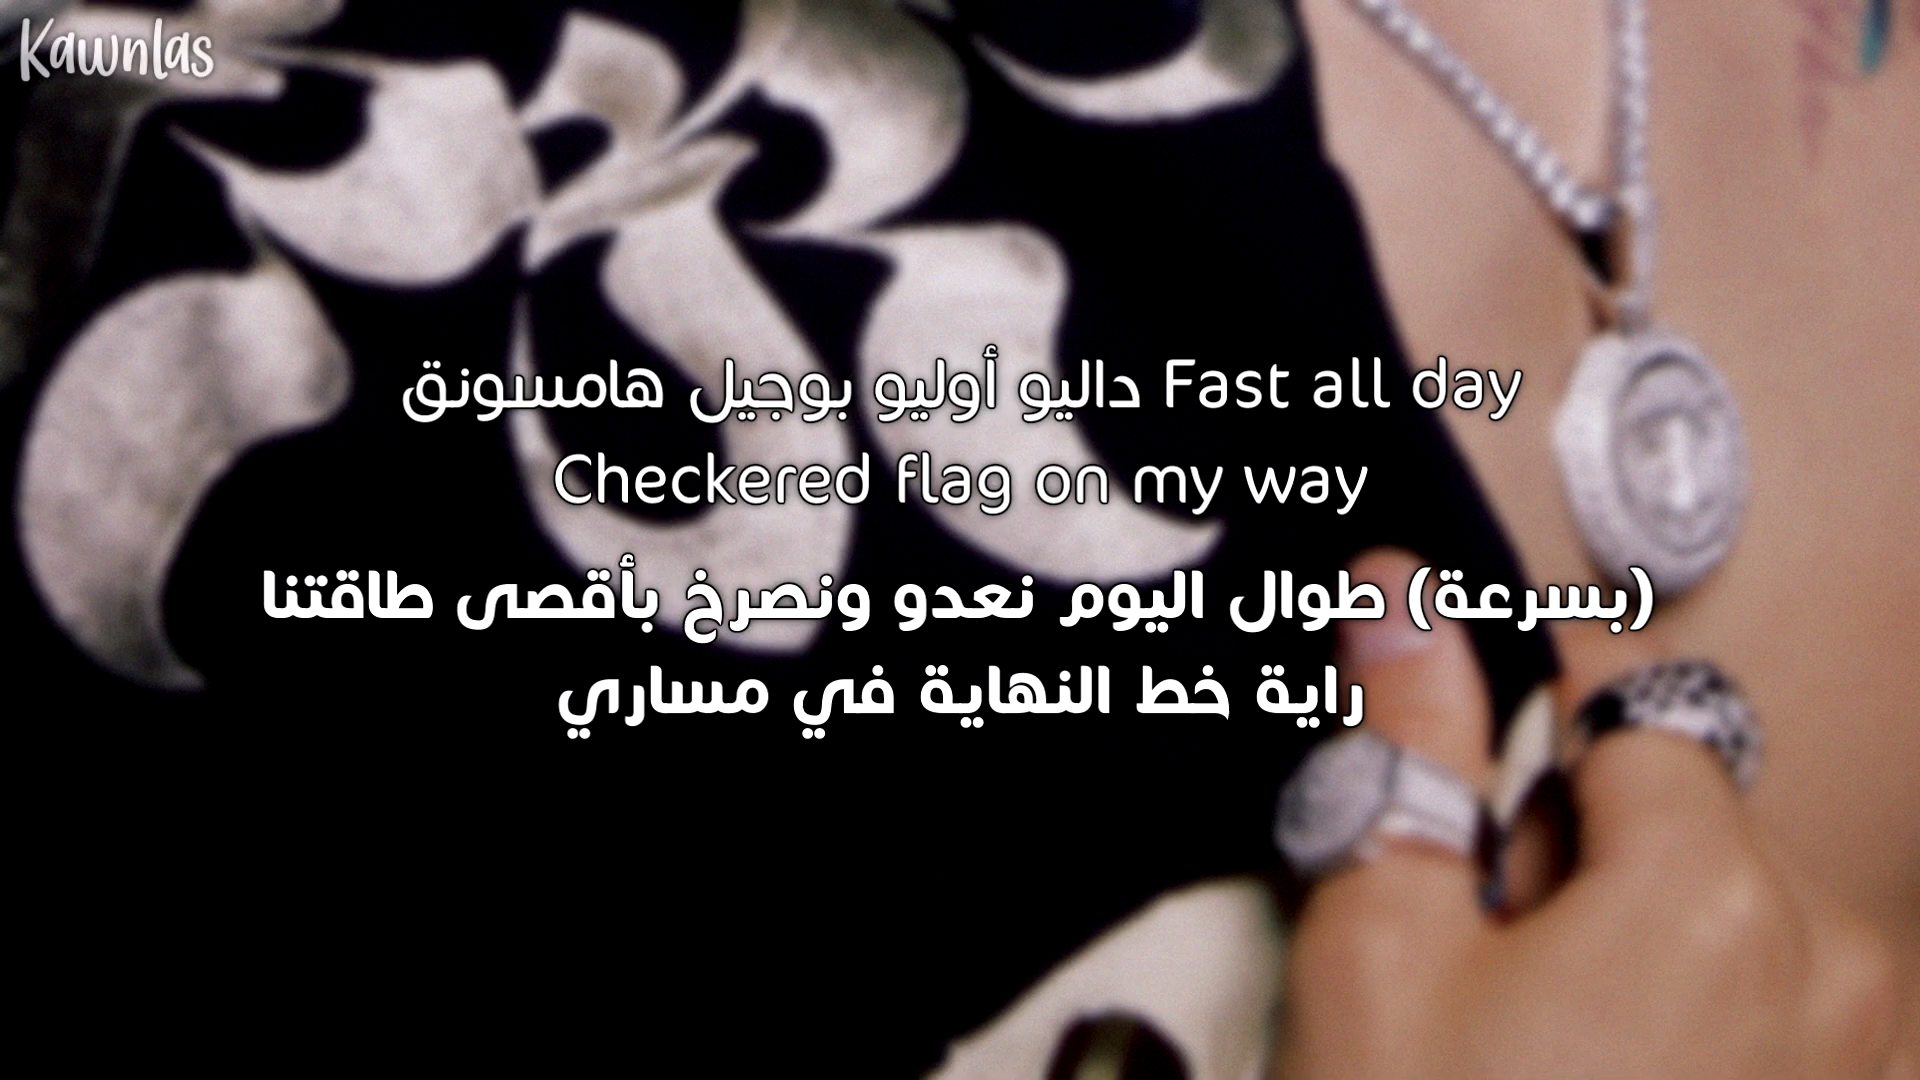 Kawnlas
Fast all day داليو أوليو بوجيل هامسونق
Checkered flag on my way
(بسرعة) طوال اليوم نعدو ونصرخ بأقصى طاقتنا
راية خط النهاية في مساري